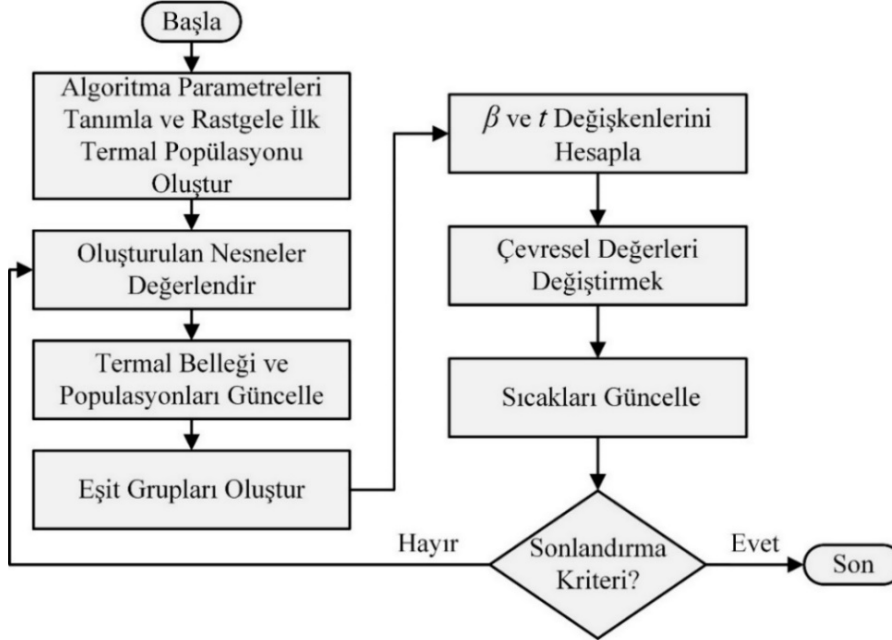 Başla
Algoritma Parametreleri
Tanımla ve Rastgele İlk
Termal Popülasyonu
Oluştur
Oluşturulan Nesneler
Değerlendir
Termal Belleği ve
Populasyonları Güncelle
Eşit Grupları Oluştur
β ve t Değişkenlerini
Hesapla
Çevresel Değerleri
Değiştirmek
Sıcakları Güncelle
Sonlandırma
Kriteri?
Hayır
Evet
Son